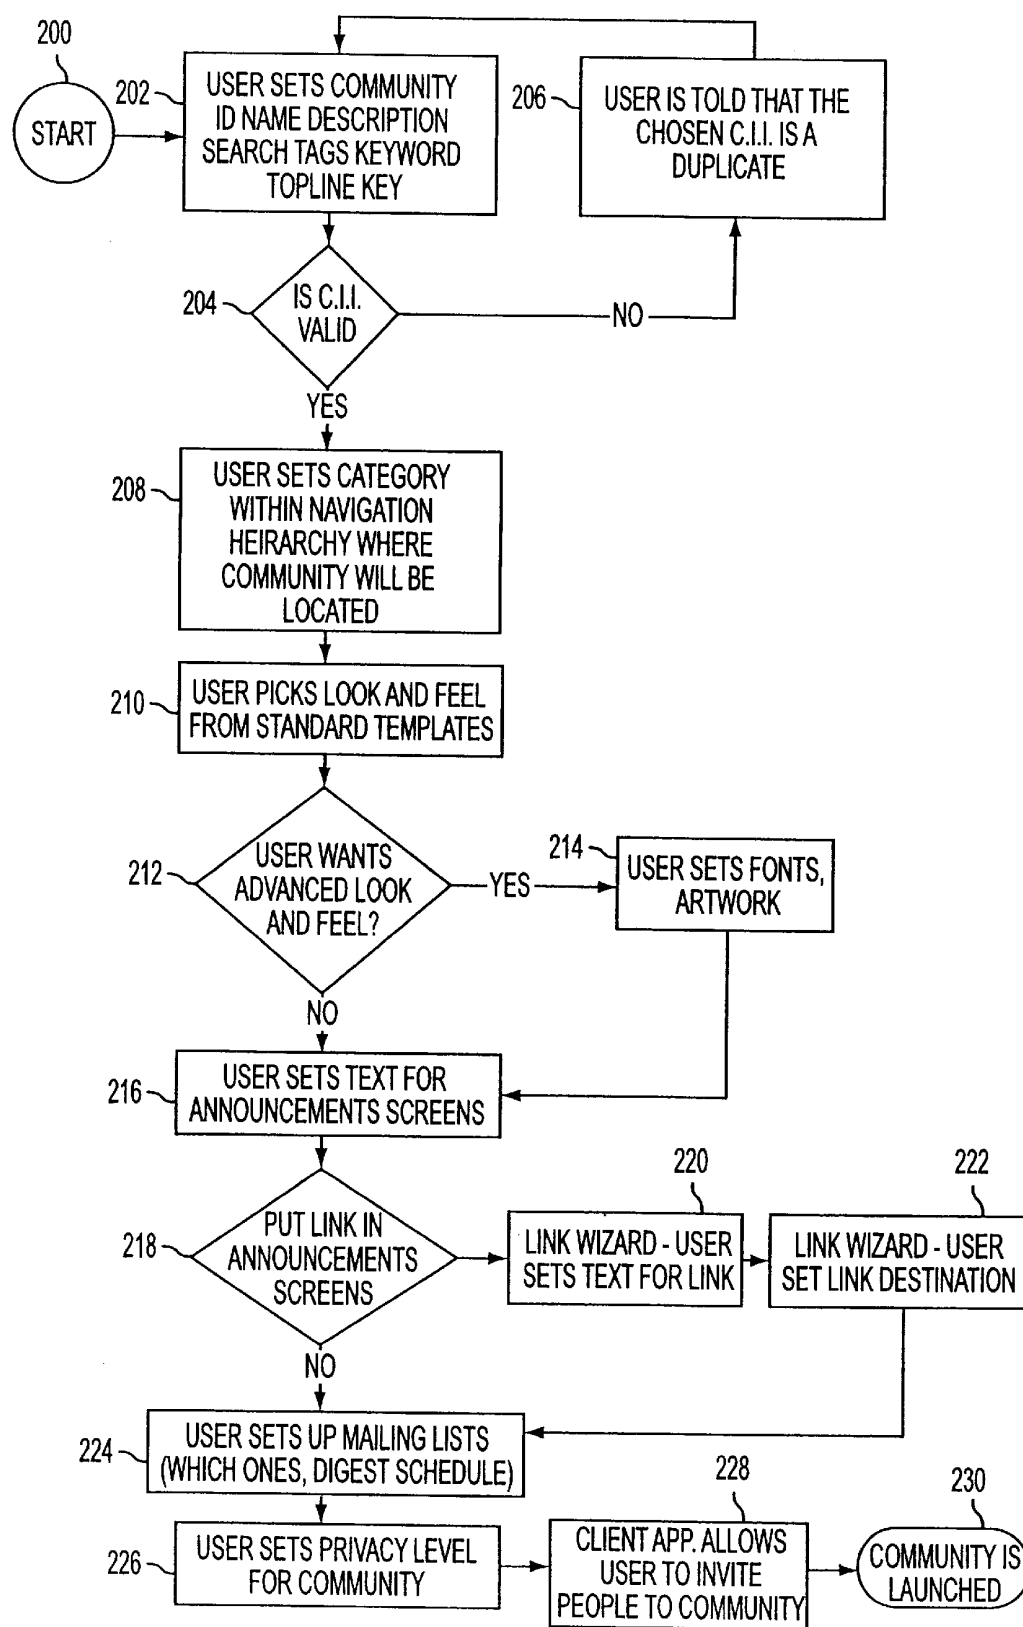 200
START
202
USER SETS COMMUNITY
ID NAME DESCRIPTION
SEARCH TAGS KEYWORD
TOPLINE KEY
206
USER IS TOLD THAT THE
CHOSEN C.I.I. IS A
DUPLICATE
204
IS C.I.I.
VALID
NO
YES
208
USER SETS CATEGORY
WITHIN NAVIGATION
HEIRARCHY WHERE
COMMUNITY WILL BE
LOCATED
210
USER PICKS LOOK AND FEEL
FROM STANDARD TEMPLATES
212
USER WANTS
ADVANCED LOOK
AND FEEL?
YES
214
USER SETS FONTS,
ARTWORK
NO
216
USER SETS TEXT FOR
ANNOUNCEMENTS SCREENS
218
PUT LINK IN
ANNOUNCEMENTS
SCREENS
220
LINK WIZARD - USER
SETS TEXT FOR LINK
222
LINK WIZARD - USER
SET LINK DESTINATION
NO
224
USER SETS UP MAILING LISTS
(WHICH ONES, DIGEST SCHEDULE)
226
USER SETS PRIVACY LEVEL
FOR COMMUNITY
228
CLIENT APP. ALLOWS
USER TO INVITE
PEOPLE TO COMMUNITY
230
COMMUNITY IS
LAUNCHED